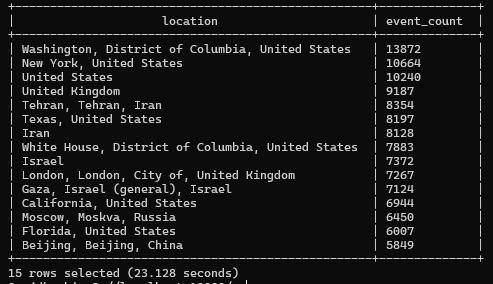 location event_count
Washington, District of Columbia, United States 13872
New York, United States 10664
United States 10240
United Kingdom 9187
Tehran, Tehran, Iran 8354
Texas, United States 8197
Iran 8128
White House, District of Columbia, United States 7883
Israel 7372
London, London, City of, United Kingdom 7267
Gaza, Israel (general), Israel 7124
California, United States 6944
Moscow, Moskva, Russia 6450
Florida, United States 6007
Beijing, Beijing, China 5849
15 rows selected (23.128 seconds)